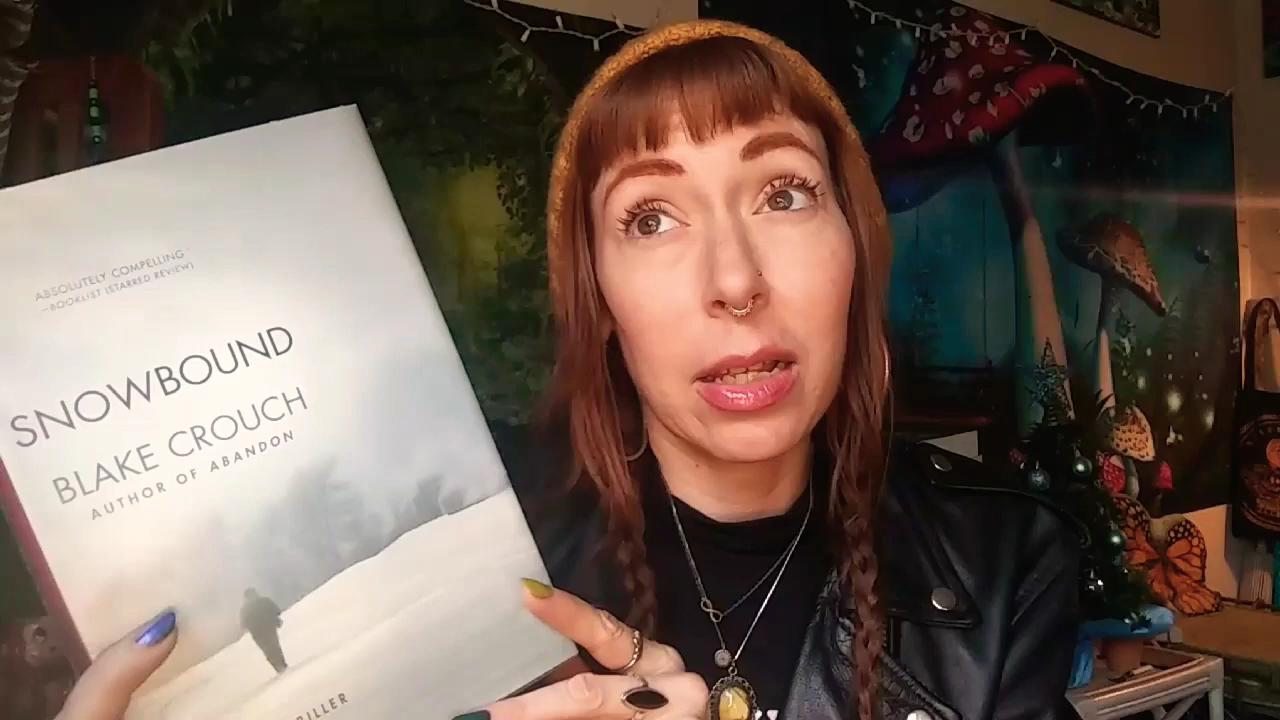 ABSOLUTELY COMPELLING
—BOOKLIST (STARRED REVIEW)
SNOWBOUND
BLAKE CROUCH
AUTHOR OF ABANDON